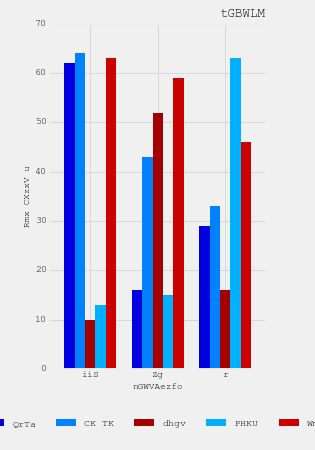 tGBWLM
70
60
50
40
30
20
10
0
Rmx CXzxV u
iiS Zg r
nGWVAezfo
QrTa CK TK dhgv PHKU